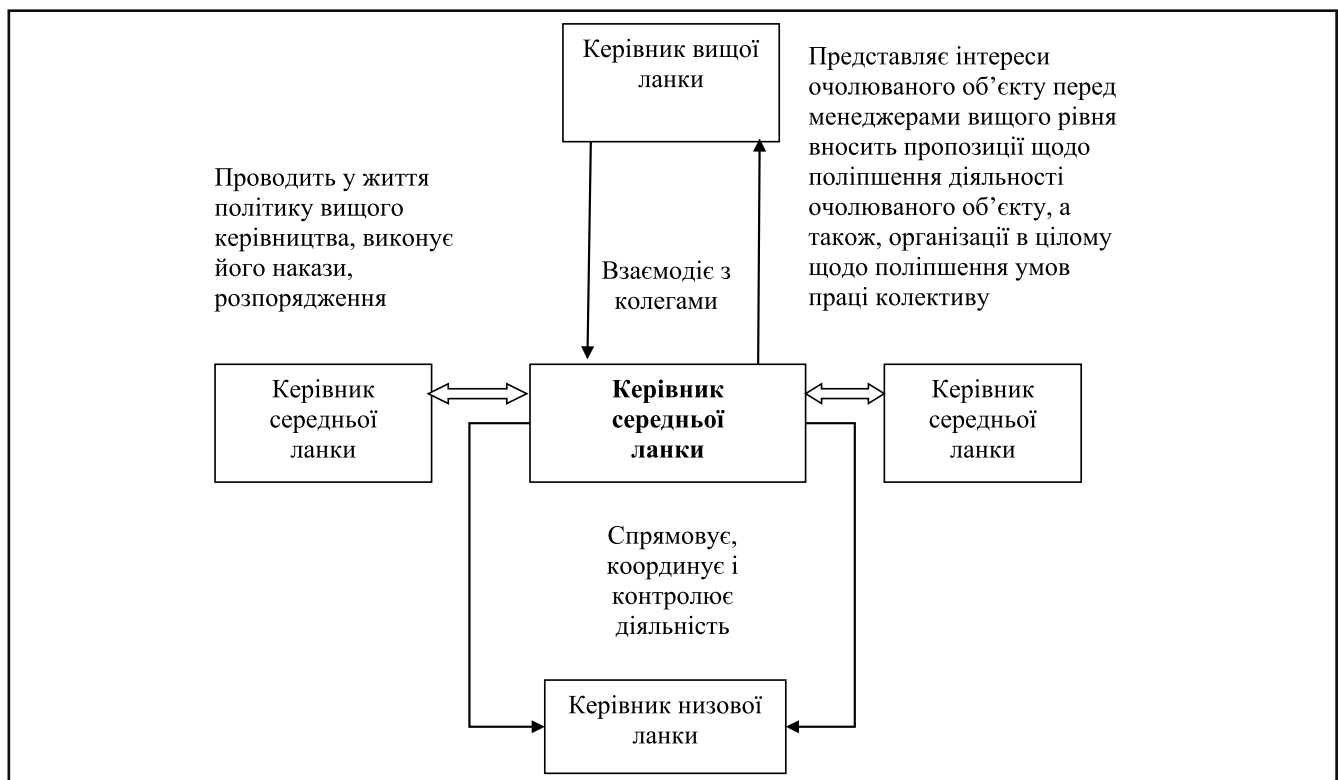 Керівник вищої
ланки
Представляє інтереси
очолюваного об’єкту перед
менеджерами вищого рівня
вносить пропозиції щодо
поліпшення діяльності
очолюваного об’єкту, а
також, організації в цілому
щодо поліпшення умов
праці колективу
Проводить у життя
політику вищого
керівництва, виконує
його накази,
розпорядження
Взаємодіє з
колегами
Керівник
середньої
ланки
Керівник
середньої
ланки
Керівник
середньої
ланки
Спрямовує,
координує і
контролює
діяльність
Керівник низової
ланки